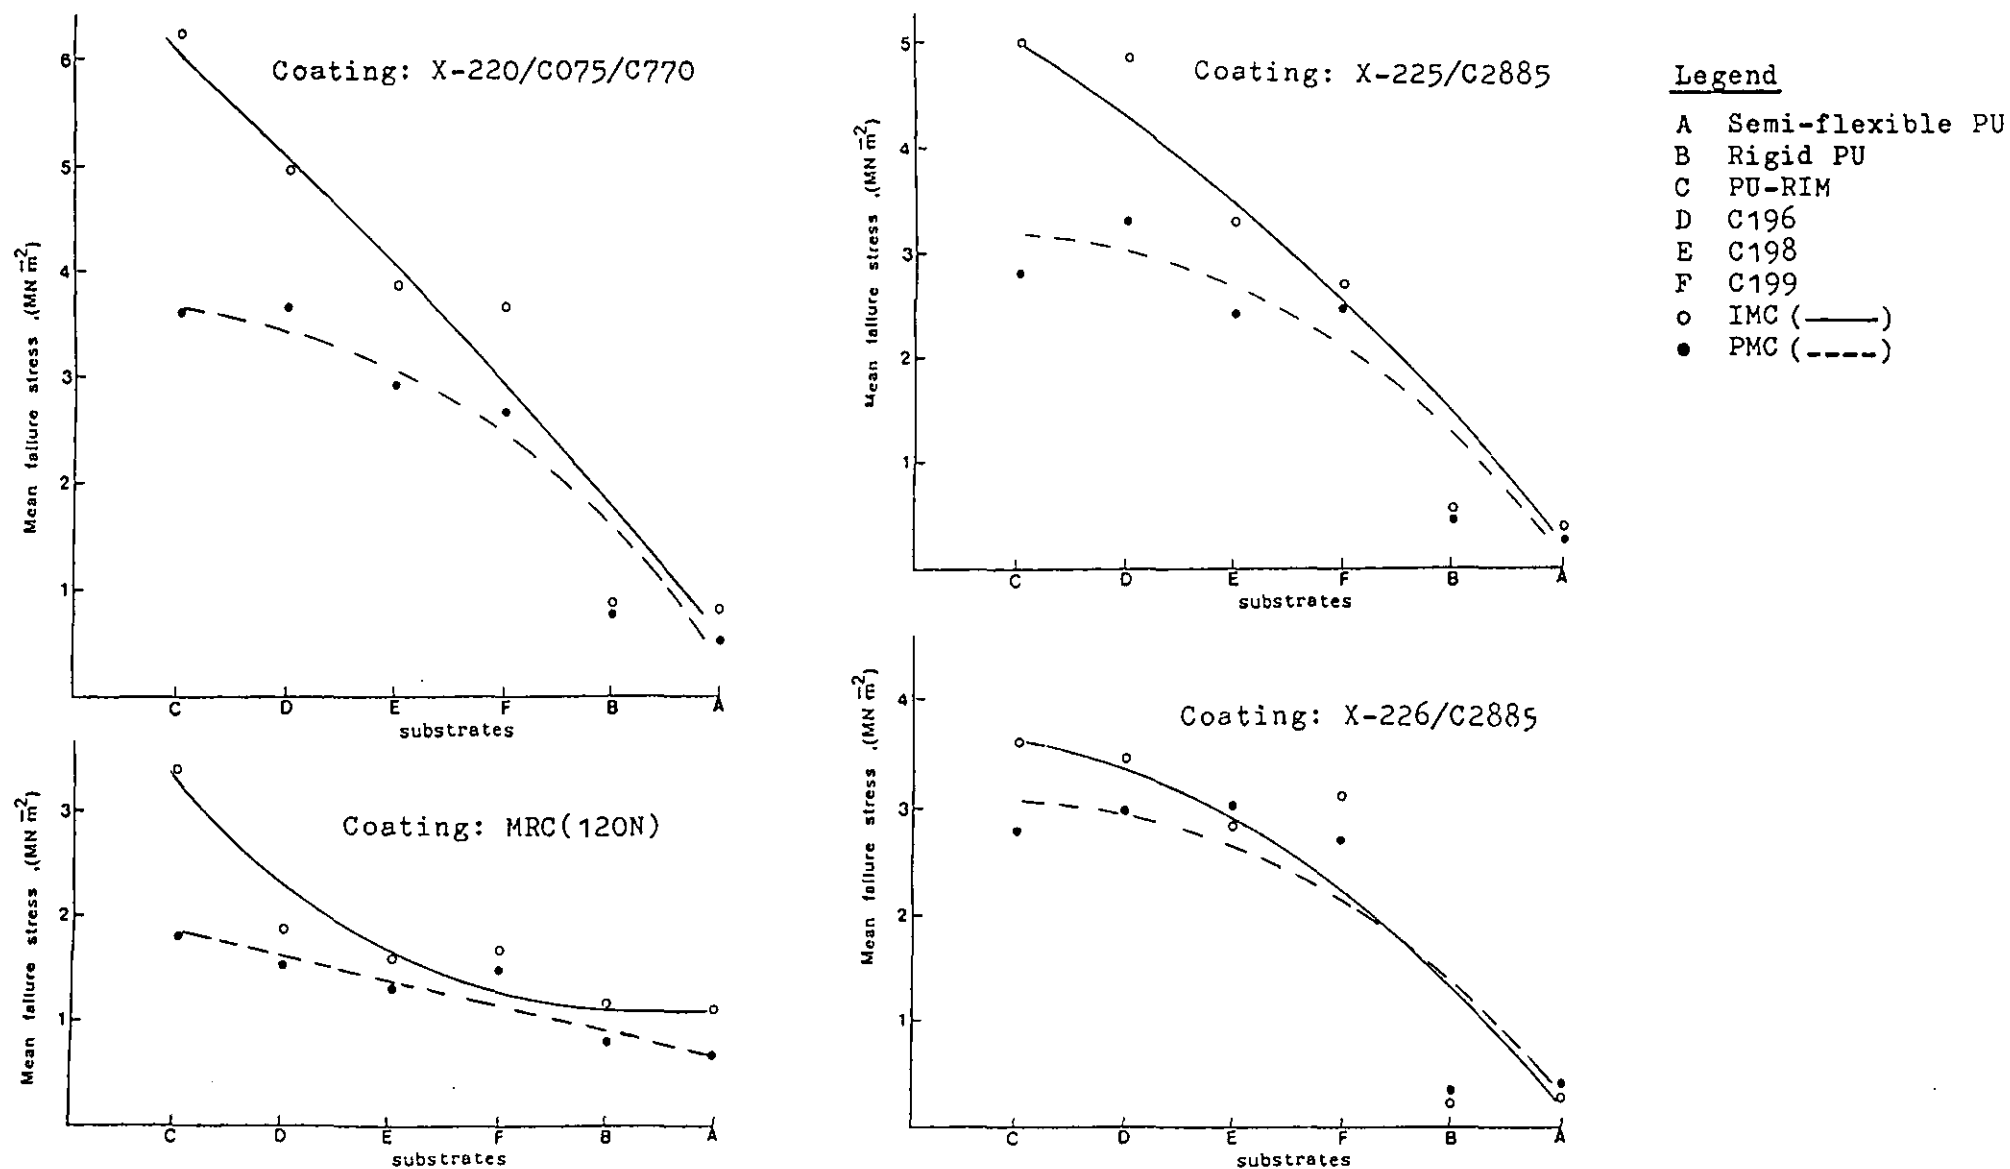 Coating: X-220/C075/C770
Mean failure stress ,(MN m̄²)
6
5
4
3
2
1
C D E F B A
substrates
Coating: X-225/C2885
Mean failure stress ,(MN m̄²)
5
4
3
2
1
C D E F B A
substrates
Legend
A Semi-flexible PU
B Rigid PU
C PU-RIM
D C196
E C198
F C199
○ IMC (———)
● PMC (----)
Coating: MRC(120N)
Mean failure stress ,(MN m̄²)
3
2
1
C D E F B A
substrates
Coating: X-226/C2885
Mean failure stress ,(MN m̄²)
4
3
2
1
C D E F B A
substrates